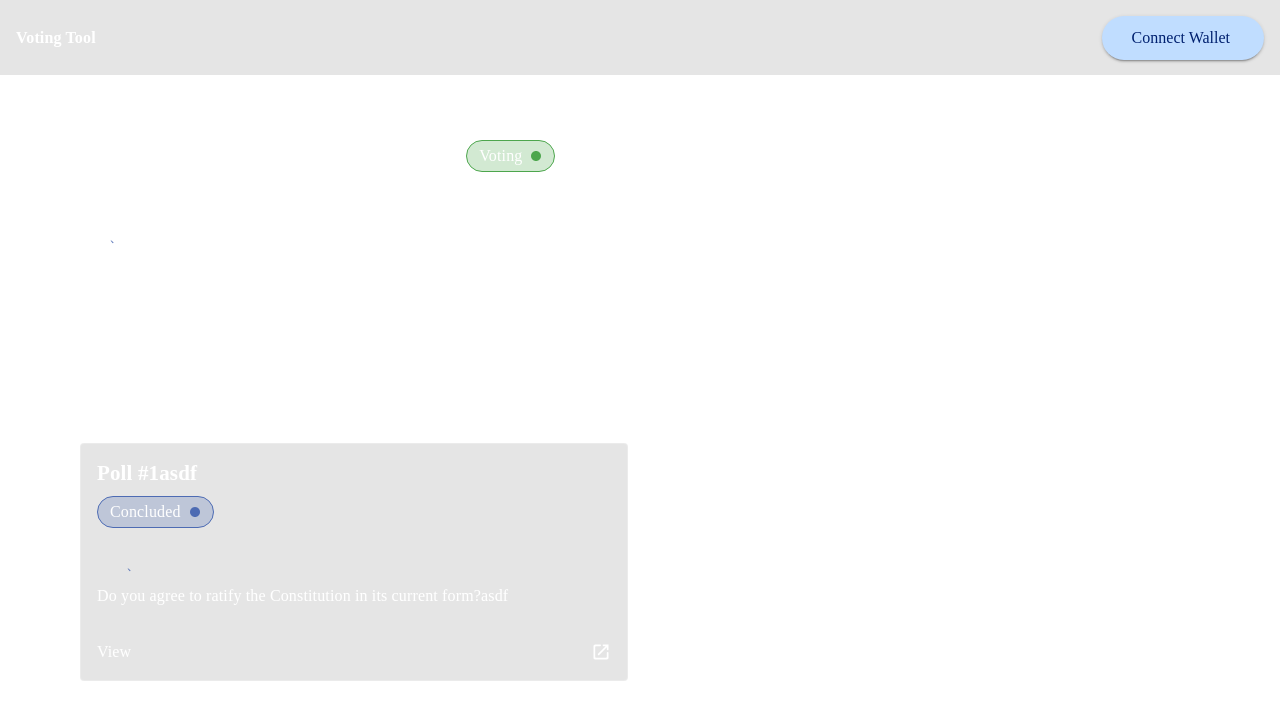 Voting Tool
Connect Wallet
Voting
`
Poll #1asdf
Concluded
`
Do you agree to ratify the Constitution in its current form?asdf
View